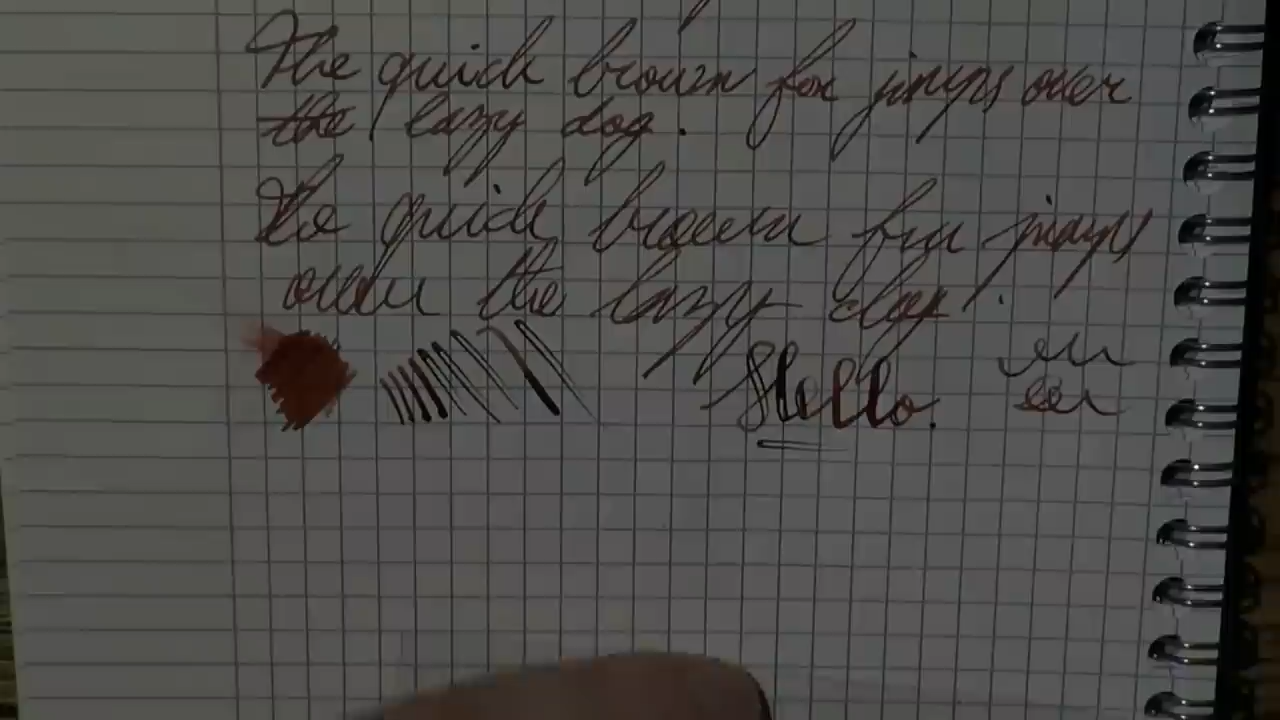 The quick brown fox jumps over
the lazy dog.
The quick brown fox jumps
over the lazy dog.
Hello.